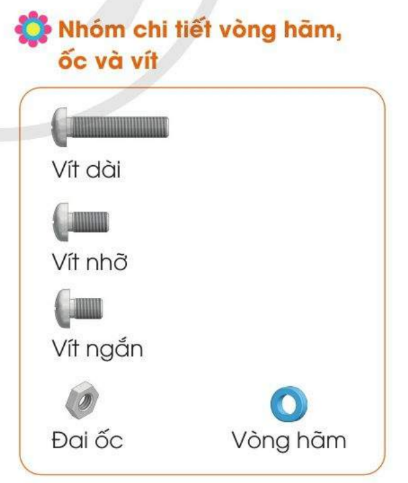 Nhóm chi tiết vòng hãm,
ốc và vít
Vít dài
Vít nhỡ
Vít ngắn
Đai ốc
Vòng hãm